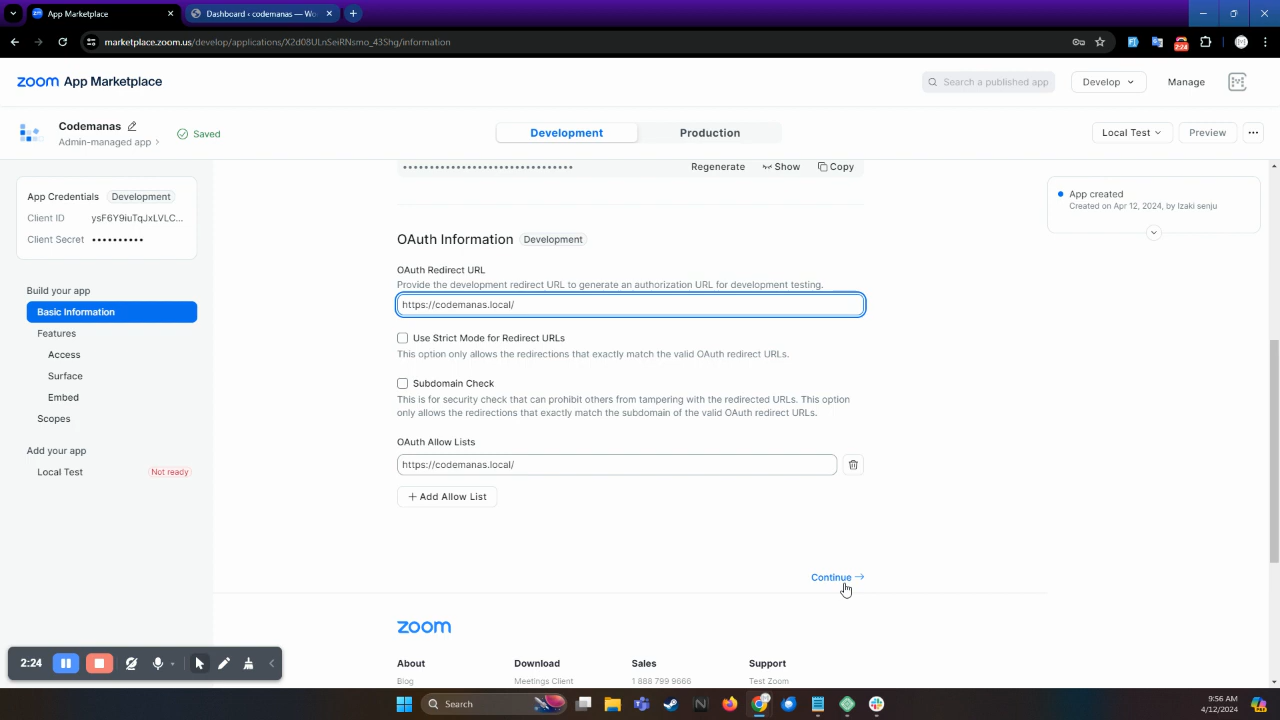 App Marketplace
Dashboard ‹ codemanas — Wo
marketplace.zoom.us/develop/applications/X2d08ULnSeiRNsmo_43Shg/information
2:24
zoom App Marketplace
Search a published app
Develop
Manage
Codemanas
Admin-managed app
Saved
Development
Production
Local Test
Preview
App Credentials Development
Client ID ysF6Y9iuTqJxLVLC...
Client Secret
Build your app
Basic Information
Features
Access
Surface
Embed
Scopes
Add your app
Local Test Not ready
Regenerate Show Copy
OAuth Information Development
OAuth Redirect URL
Provide the development redirect URL to generate an authorization URL for development testing.
https://codemanas.local/
Use Strict Mode for Redirect URLs
This option only allows the redirections that exactly match the valid OAuth redirect URLs.
Subdomain Check
This is for security check that can prohibit others from tampering with the redirected URLs. This option
only allows the redirections that exactly match the subdomain of the valid OAuth redirect URLs.
OAuth Allow Lists
https://codemanas.local/
+ Add Allow List
Continue →
App created
Created on Apr 12, 2024, by Izaki senju
zoom
About Download Sales Support
Blog Meetings Client 1 888 799 9666 Test Zoom
2:24
Search
9:56 AM
4/12/2024